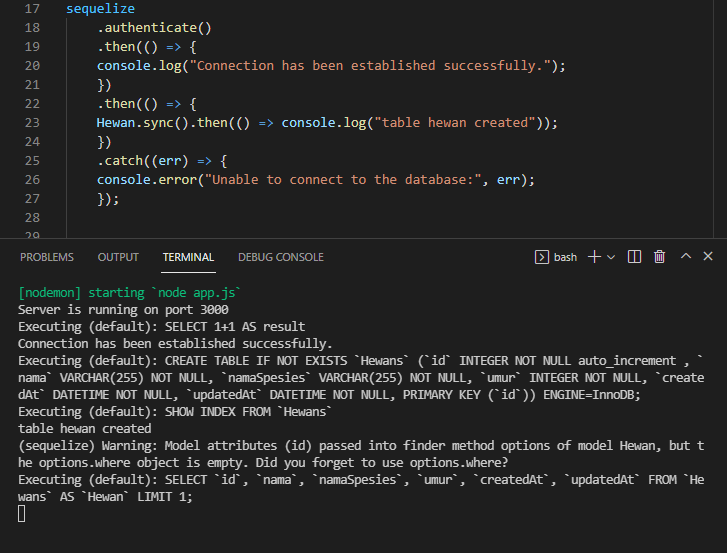 17 sequelize
18 .authenticate()
19 .then(() => {
20 console.log("Connection has been established successfully.");
21 })
22 .then(() => {
23 Hewan.sync().then(() => console.log("table hewan created"));
24 })
25 .catch((err) => {
26 console.error("Unable to connect to the database:", err);
27 });
28
29
PROBLEMS OUTPUT TERMINAL DEBUG CONSOLE bash
[nodemon] starting `node app.js`
Server is running on port 3000
Executing (default): SELECT 1+1 AS result
Connection has been established successfully.
Executing (default): CREATE TABLE IF NOT EXISTS `Hewans` (`id` INTEGER NOT NULL auto_increment , `
nama` VARCHAR(255) NOT NULL, `namaSpesies` VARCHAR(255) NOT NULL, `umur` INTEGER NOT NULL, `create
dAt` DATETIME NOT NULL, `updatedAt` DATETIME NOT NULL, PRIMARY KEY (`id`)) ENGINE=InnoDB;
Executing (default): SHOW INDEX FROM `Hewans`
table hewan created
(sequelize) Warning: Model attributes (id) passed into finder method options of model Hewan, but t
he options.where object is empty. Did you forget to use options.where?
Executing (default): SELECT `id`, `nama`, `namaSpesies`, `umur`, `createdAt`, `updatedAt` FROM `He
wans` AS `Hewan` LIMIT 1;